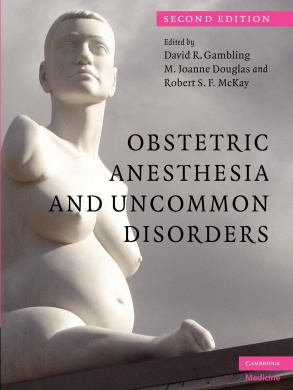 SECOND EDITION
Edited by
David R. Gambling
M. Joanne Douglas and
Robert S. F. McKay
OBSTETRIC
ANESTHESIA
AND UNCOMMON
DISORDERS
CAMBRIDGE
Medicine